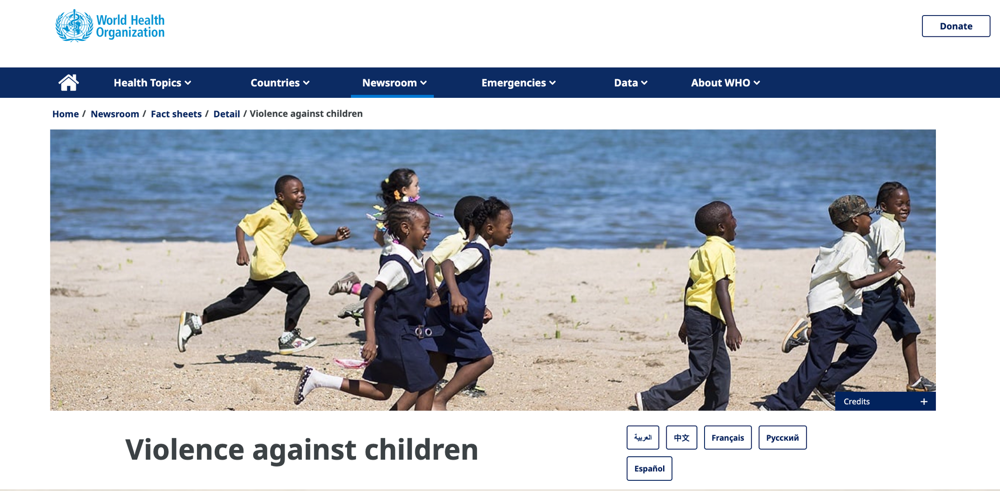 World Health
Organization
Donate
Health Topics
Countries
Newsroom
Emergencies
Data
About WHO
Home / Newsroom / Fact sheets / Detail / Violence against children
Credits +
Violence against children
العربية
中文
Français
Русский
Español